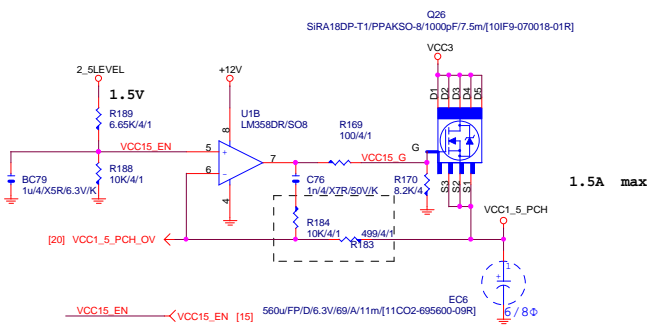 Q26
SiRA18DP-T1/PPAKSO-8/1000pF/7.5m/[10IF9-070018-01R]
VCC3
2_5LEVEL
+12V
1.5V
D1
D2
D3
D4
D5
R189
6.65K/4/1
U1B
LM358DR/SO8
R169
100/4/1
8
VCC15_EN
5
+
7
VCC15_G
G
6
-
BC79
1u/4/X5R/6.3V/K
R188
10K/4/1
4
C76
1n/4/X7R/50V/K
R170
8.2K/4
S3
S2
S1
1.5A max
VCC1_5_PCH
R184
10K/4/1
499/4/1
R183
[20] VCC1_5_PCH_OV
1
+
EC6
VCC15_EN
VCC15_EN [15]
560u/FP/D/6.3V/69/A/11m/[11CO2-695600-09R]
6/8Φ